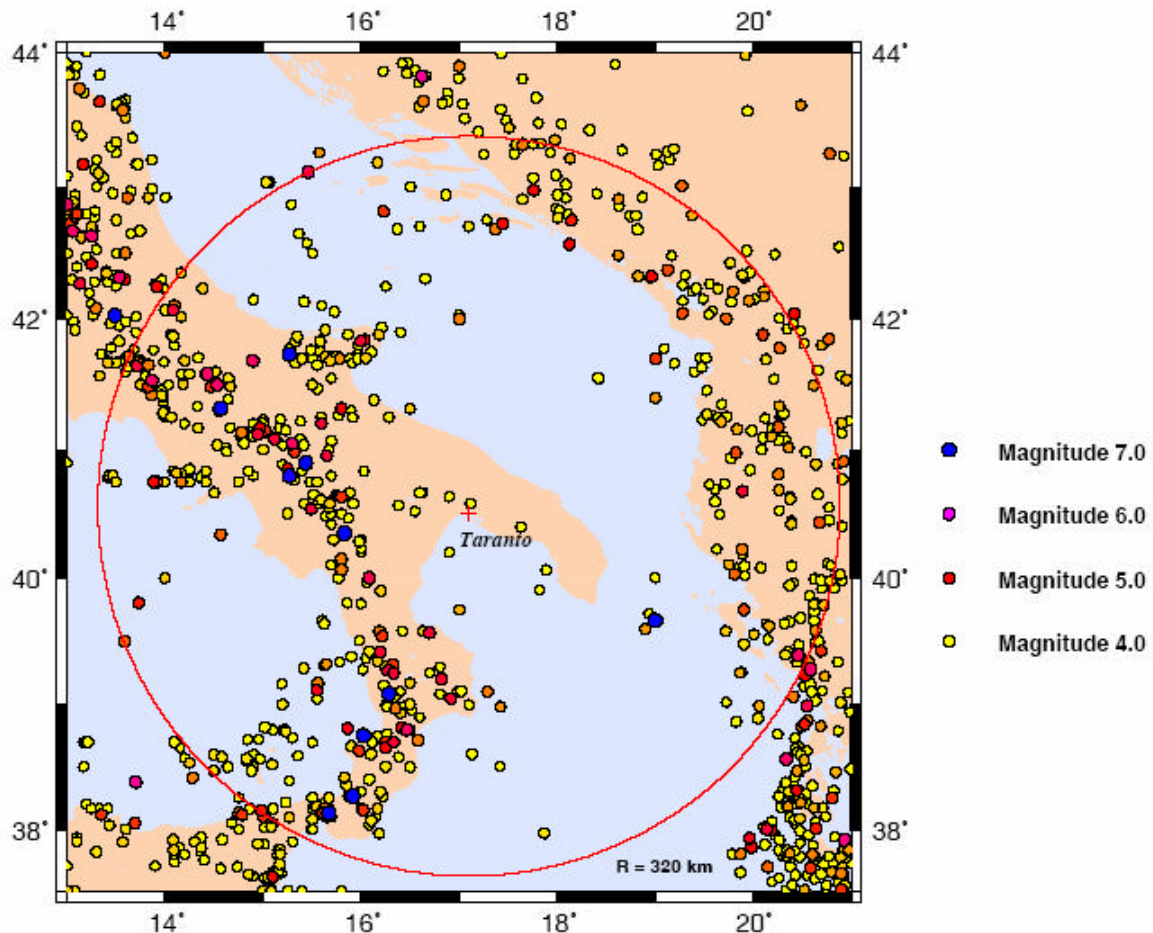 14° 16° 18° 20°
44° 44°
42° 42°
Magnitude 7.0
Magnitude 6.0
Taranto
40° Magnitude 5.0
40°
Magnitude 4.0
38° 38°
R = 320 km
14° 16° 18° 20°